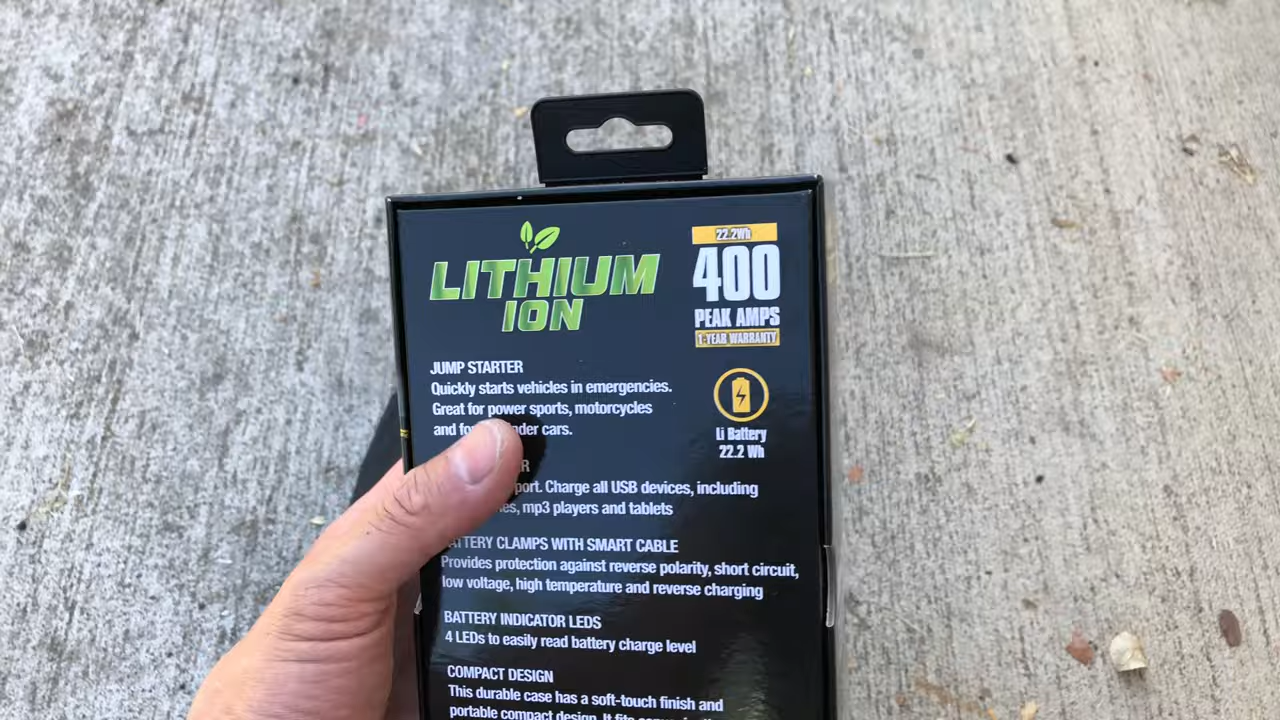 LITHIUM
ION
22.2Wh
400
PEAK AMPS
1-YEAR WARRANTY
JUMP STARTER
Quickly starts vehicles in emergencies.
Great for power sports, motorcycles
and cars.
Li Battery
22.2 Wh
Charge all USB devices, including
mp3 players and tablets
BATTERY CLAMPS WITH SMART CABLE
Provides protection against reverse polarity, short circuit,
low voltage, high temperature and reverse charging
BATTERY INDICATOR LEDS
4 LEDs to easily read battery charge level
COMPACT DESIGN
This durable case has a soft-touch finish and
portable compact design. It fits